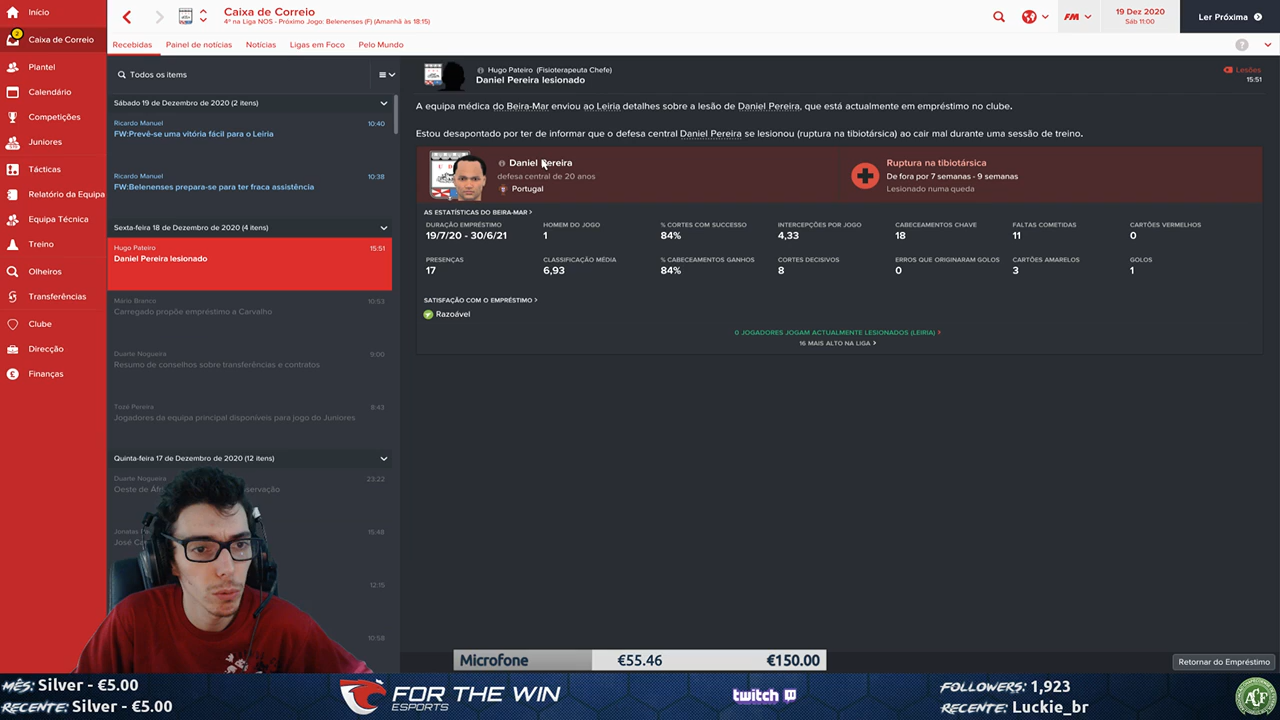 Início
Caixa de Correio
2
Plantel
Calendário
Competições
Juniores
Tácticas
Relatório da Equipa
Equipa Técnica
Treino
Olheiros
Transferências
Clube
Direcção
Finanças
Caixa de Correio
4º na Liga NOS - Próximo Jogo: Belenenses (F) (Amanhã às 18:15)
FM
19 Dez 2020
Sáb 11:00
Ler Próxima
Recebidas
Painel de notícias
Notícias
Ligas em Foco
Pelo Mundo
?
Todos os items
Sábado 19 de Dezembro de 2020 (2 itens)
Ricardo Manuel
10:40
FW:Prevê-se uma vitória fácil para o Leiria
Ricardo Manuel
10:38
FW:Belenenses prepara-se para ter fraca assistência
Sexta-feira 18 de Dezembro de 2020 (4 itens)
Hugo Pateiro
15:51
Daniel Pereira lesionado
Mário Branco
10:53
Carregado propõe empréstimo a Carvalho
Duarte Nogueira
9:00
Resumo de conselhos sobre transferências e contratos
Tozé Pereira
8:43
Jogadores da equipa principal disponíveis para jogo do Juniores
Quinta-feira 17 de Dezembro de 2020 (12 itens)
Duarte Nogueira
23:22
Oeste de Áfri
servação
Jonatas
15:48
José Ca
12:15
10:58
Hugo Pateiro (Fisioterapeuta Chefe)
Daniel Pereira lesionado
Lesões
15:51
A equipa médica do Beira-Mar enviou ao Leiria detalhes sobre a lesão de Daniel Pereira, que está actualmente em empréstimo no clube.
Estou desapontado por ter de informar que o defesa central Daniel Pereira se lesionou (ruptura na tibiotársica) ao cair mal durante uma sessão de treino.
Daniel Pereira
defesa central de 20 anos
Portugal
Ruptura na tibiotársica
De fora por 7 semanas - 9 semanas
Lesionado numa queda
AS ESTATÍSTICAS DO BEIRA-MAR >
DURAÇÃO EMPRÉSTIMO
HOMEM DO JOGO
% CORTES COM SUCESSO
INTERCEPÇÕES POR JOGO
CABECEAMENTOS CHAVE
FALTAS COMETIDAS
CARTÕES VERMELHOS
19/7/20 - 30/6/21
1
84%
4,33
18
11
0
PRESENÇAS
CLASSIFICAÇÃO MÉDIA
% CABECEAMENTOS GANHOS
CORTES DECISIVOS
ERROS QUE ORIGINARAM GOLOS
CARTÕES AMARELOS
GOLOS
17
6,93
84%
8
0
3
1
SATISFAÇÃO COM O EMPRÉSTIMO >
Razoável
0 JOGADORES JOGAM ACTUALMENTE LESIONADOS (LEIRIA) >
16 MAIS ALTO NA LIGA >
Retornar do Empréstimo
Microfone
€55.46
€150.00
MÊS: Silver - €5.00
RECENTE: Silver - €5.00
FOR THE WIN
ESPORTS
twitch
FOLLOWERS: 1,923
RECENTE: Luckie_br